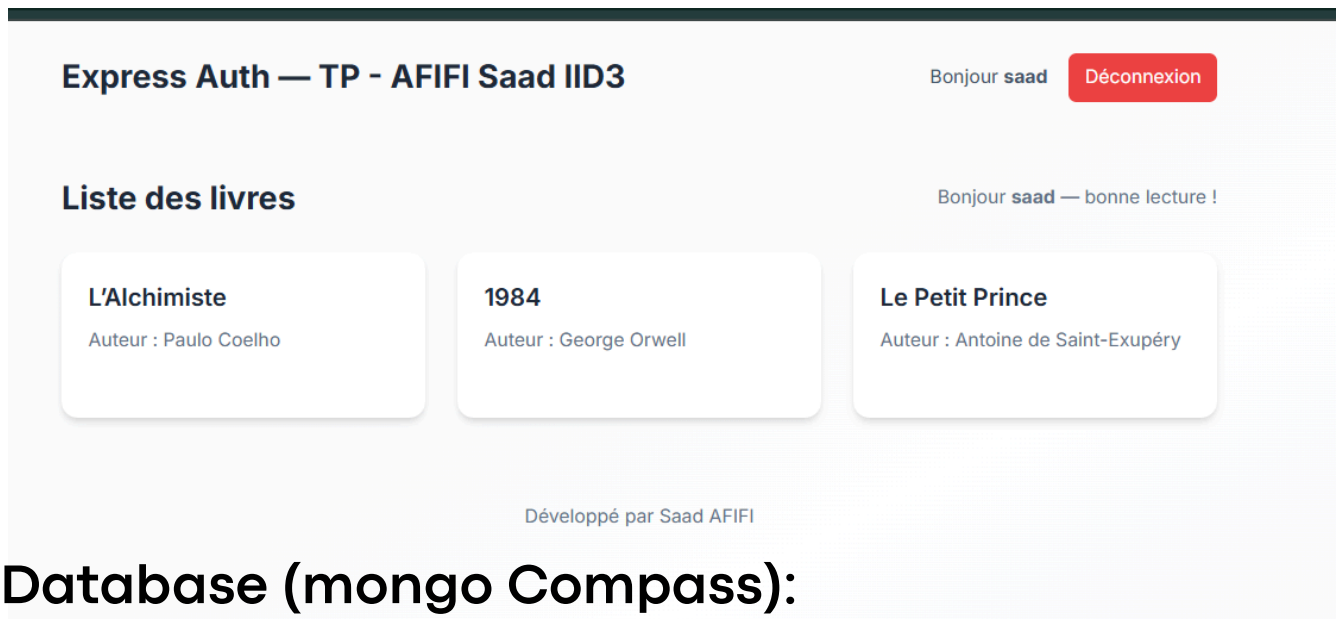 Express Auth — TP - AFIFI Saad IID3
Bonjour saad
Déconnexion
Liste des livres
Bonjour saad — bonne lecture !
L’Alchimiste
Auteur : Paulo Coelho
1984
Auteur : George Orwell
Le Petit Prince
Auteur : Antoine de Saint-Exupéry
Développé par Saad AFIFI
Database (mongo Compass):